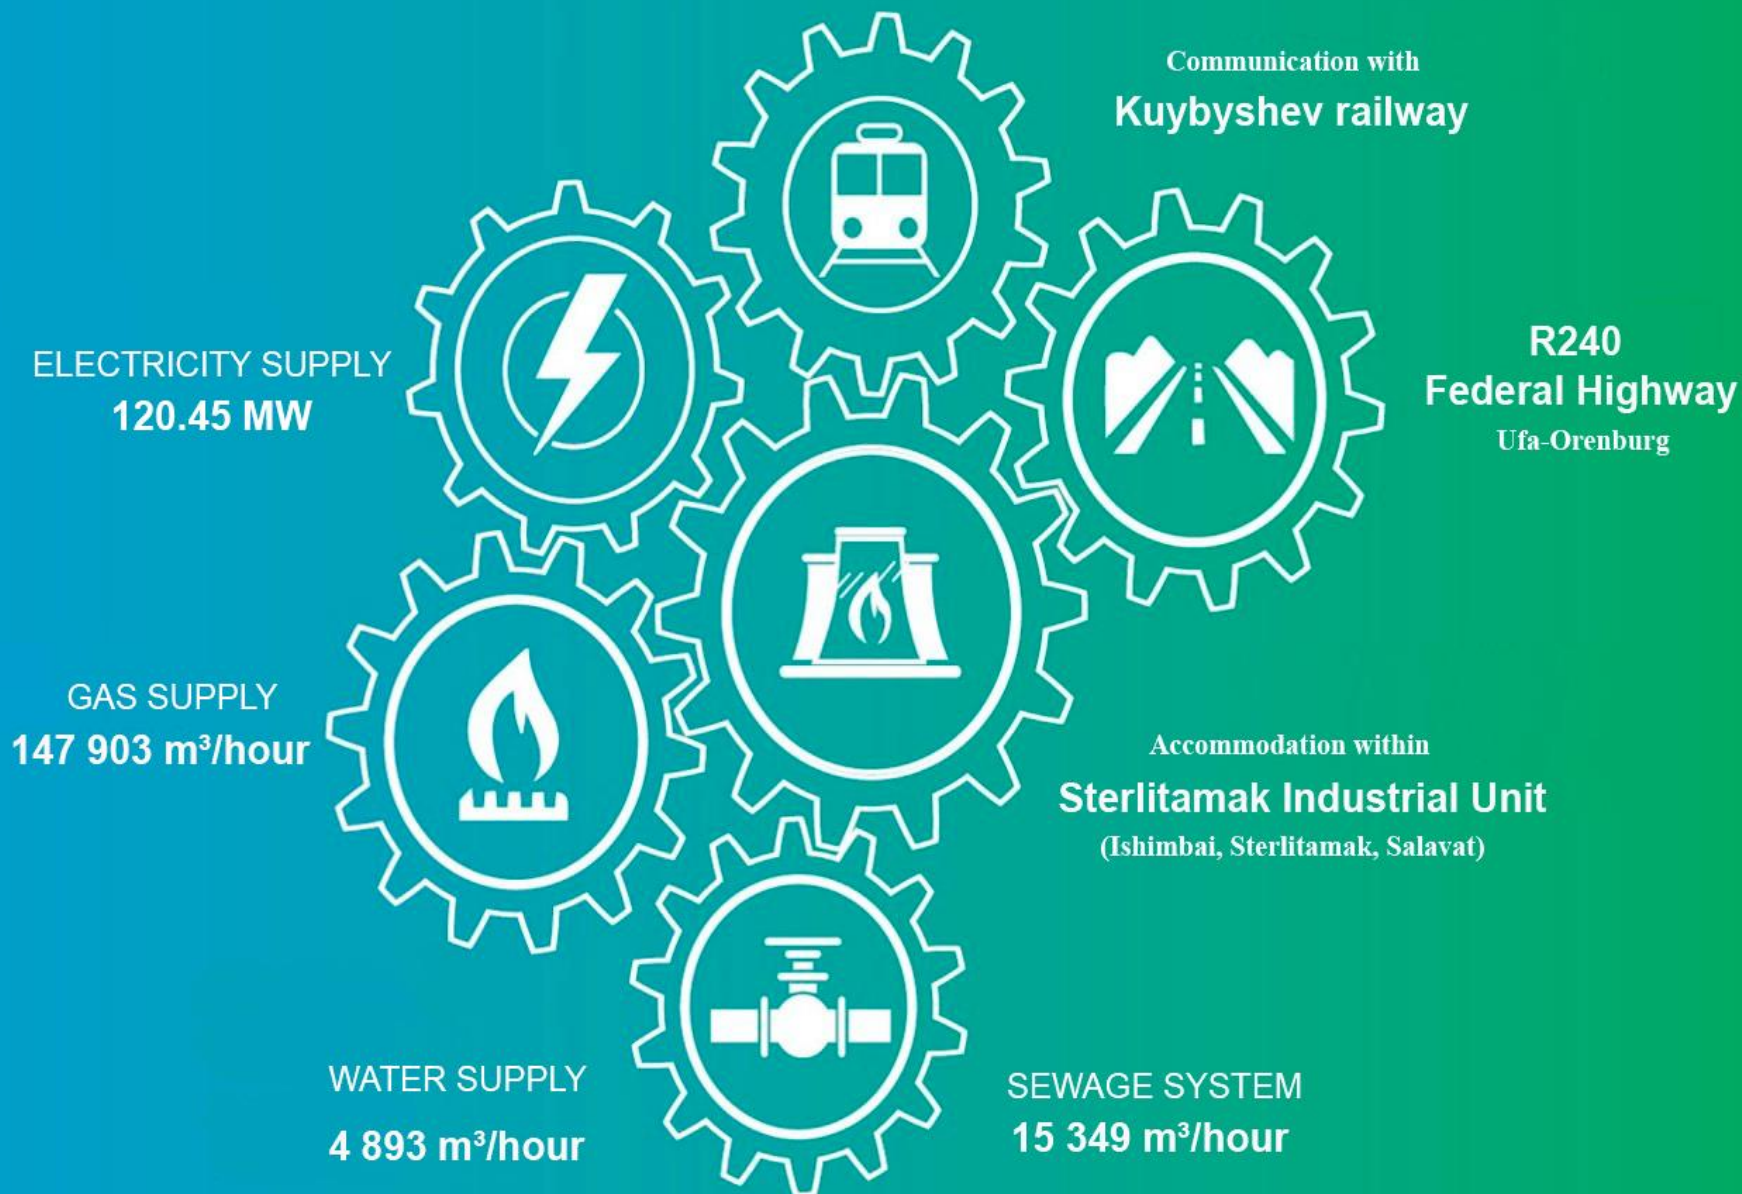 Communication with
Kuybyshev railway
R240
Federal Highway
Ufa-Orenburg
ELECTRICITY SUPPLY
120.45 MW
GAS SUPPLY
147 903 m³/hour
Accommodation within
Sterlitamak Industrial Unit
(Ishimbai, Sterlitamak, Salavat)
WATER SUPPLY
4 893 m³/hour
SEWAGE SYSTEM
15 349 m³/hour